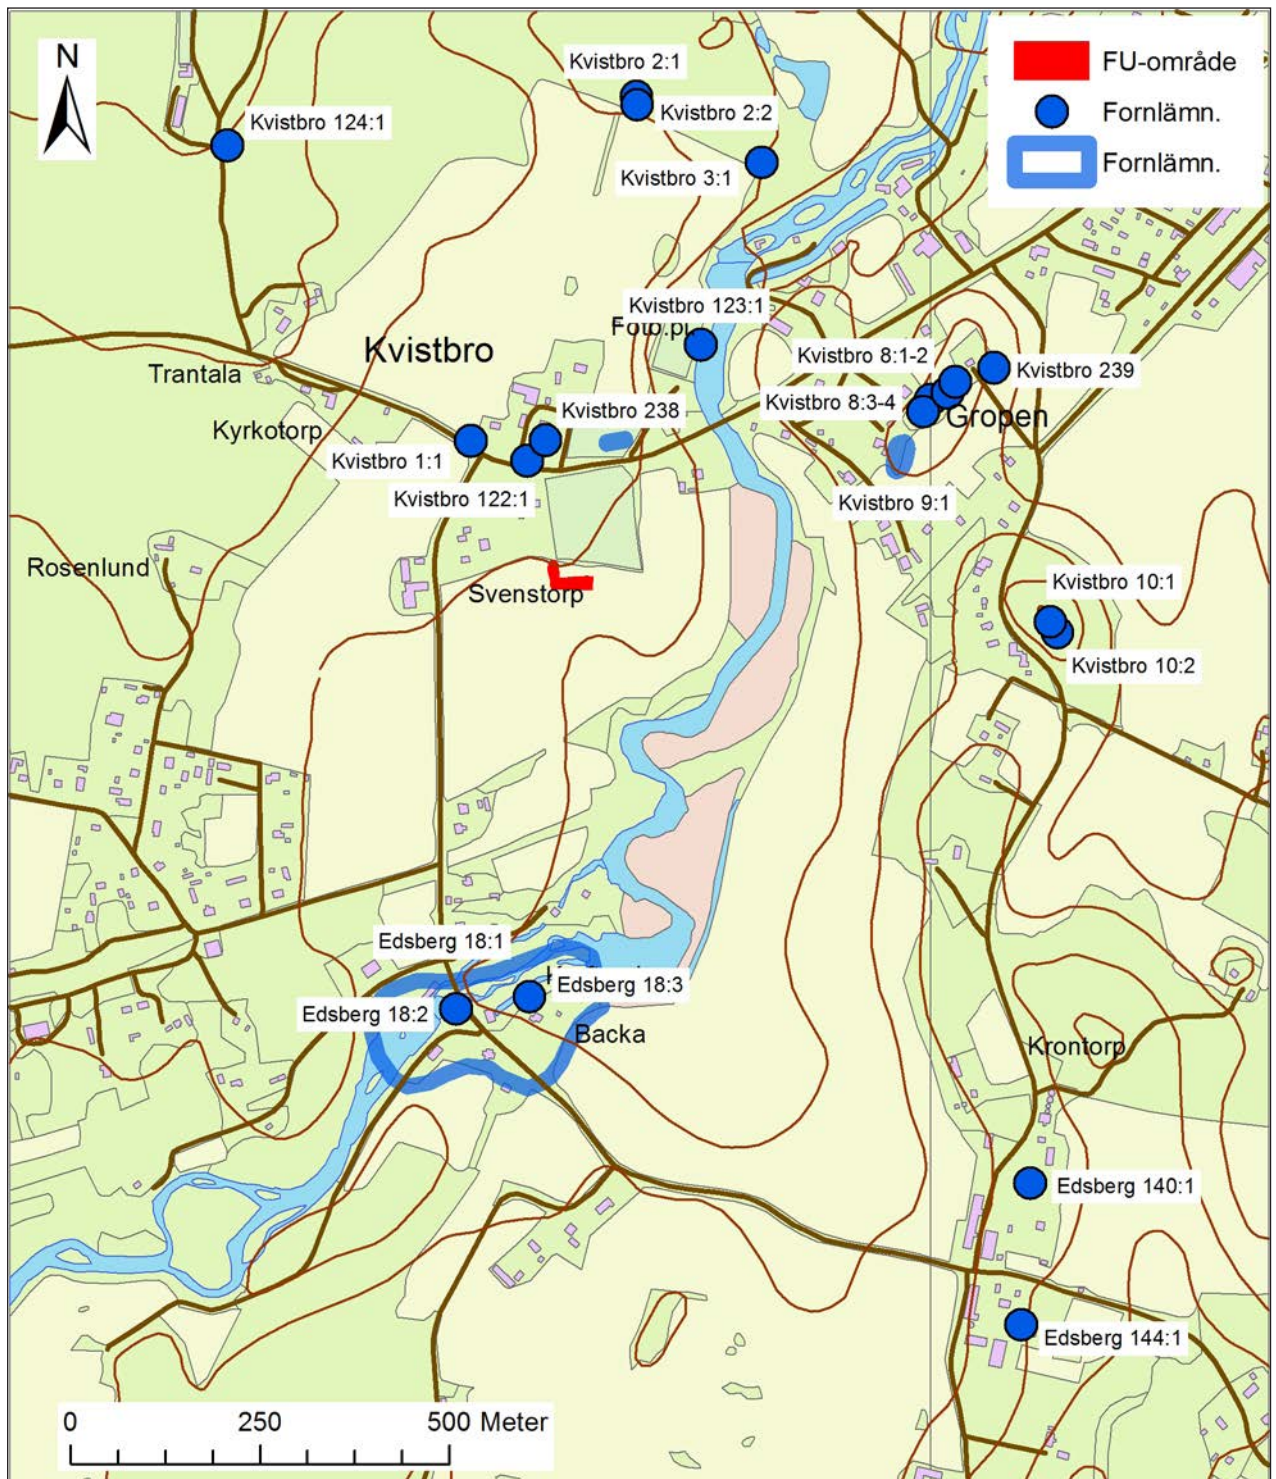 N
Kvistbro 2:1
Kvistbro 2:2
Kvistbro 124:1
Kvistbro 3:1
FU-område
Fornlämn.
Fornlämn.
Kvistbro 123:1
Kvistbro
Kvistbro 8:1-2
Kvistbro 239
Trantala
Kvistbro 8:3-4
Gropen
Kyrkotorp
Kvistbro 238
Kvistbro 1:1
Kvistbro 122:1
Kvistbro 9:1
Rosenlund
Svenstorp
Kvistbro 10:1
Kvistbro 10:2
Edsberg 18:1
Edsberg 18:3
Edsberg 18:2
Backa
Krontorp
Edsberg 140:1
Edsberg 144:1
0 250 500 Meter